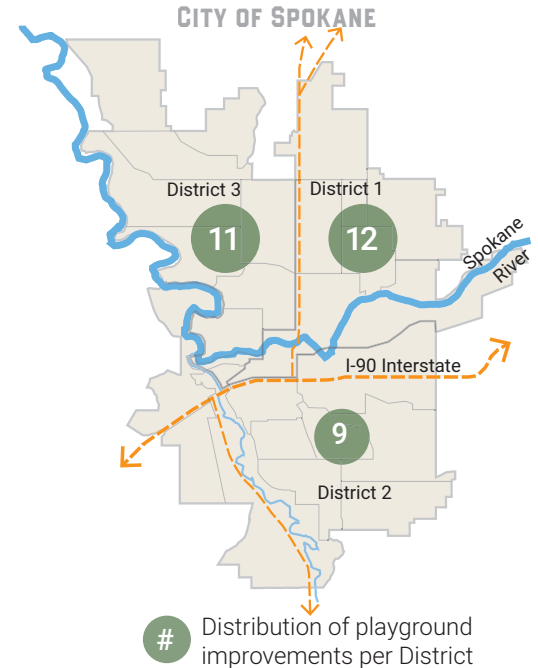 CITY OF SPOKANE
District 3
District 1
11
12
Spokane
River
I-90 Interstate
9
District 2
# Distribution of playground
improvements per District